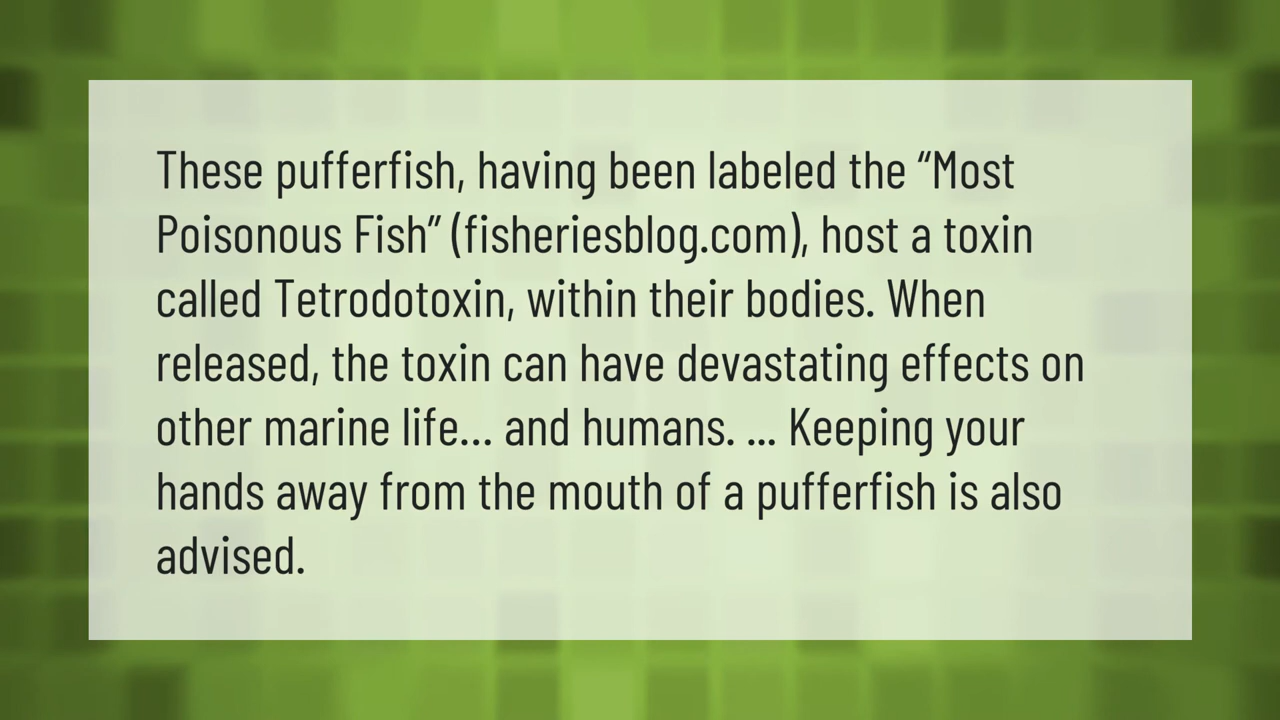 These pufferfish, having been labeled the “Most
Poisonous Fish” (fisheriesblog.com), host a toxin
called Tetrodotoxin, within their bodies. When
released, the toxin can have devastating effects on
other marine life... and humans. ... Keeping your
hands away from the mouth of a pufferfish is also
advised.